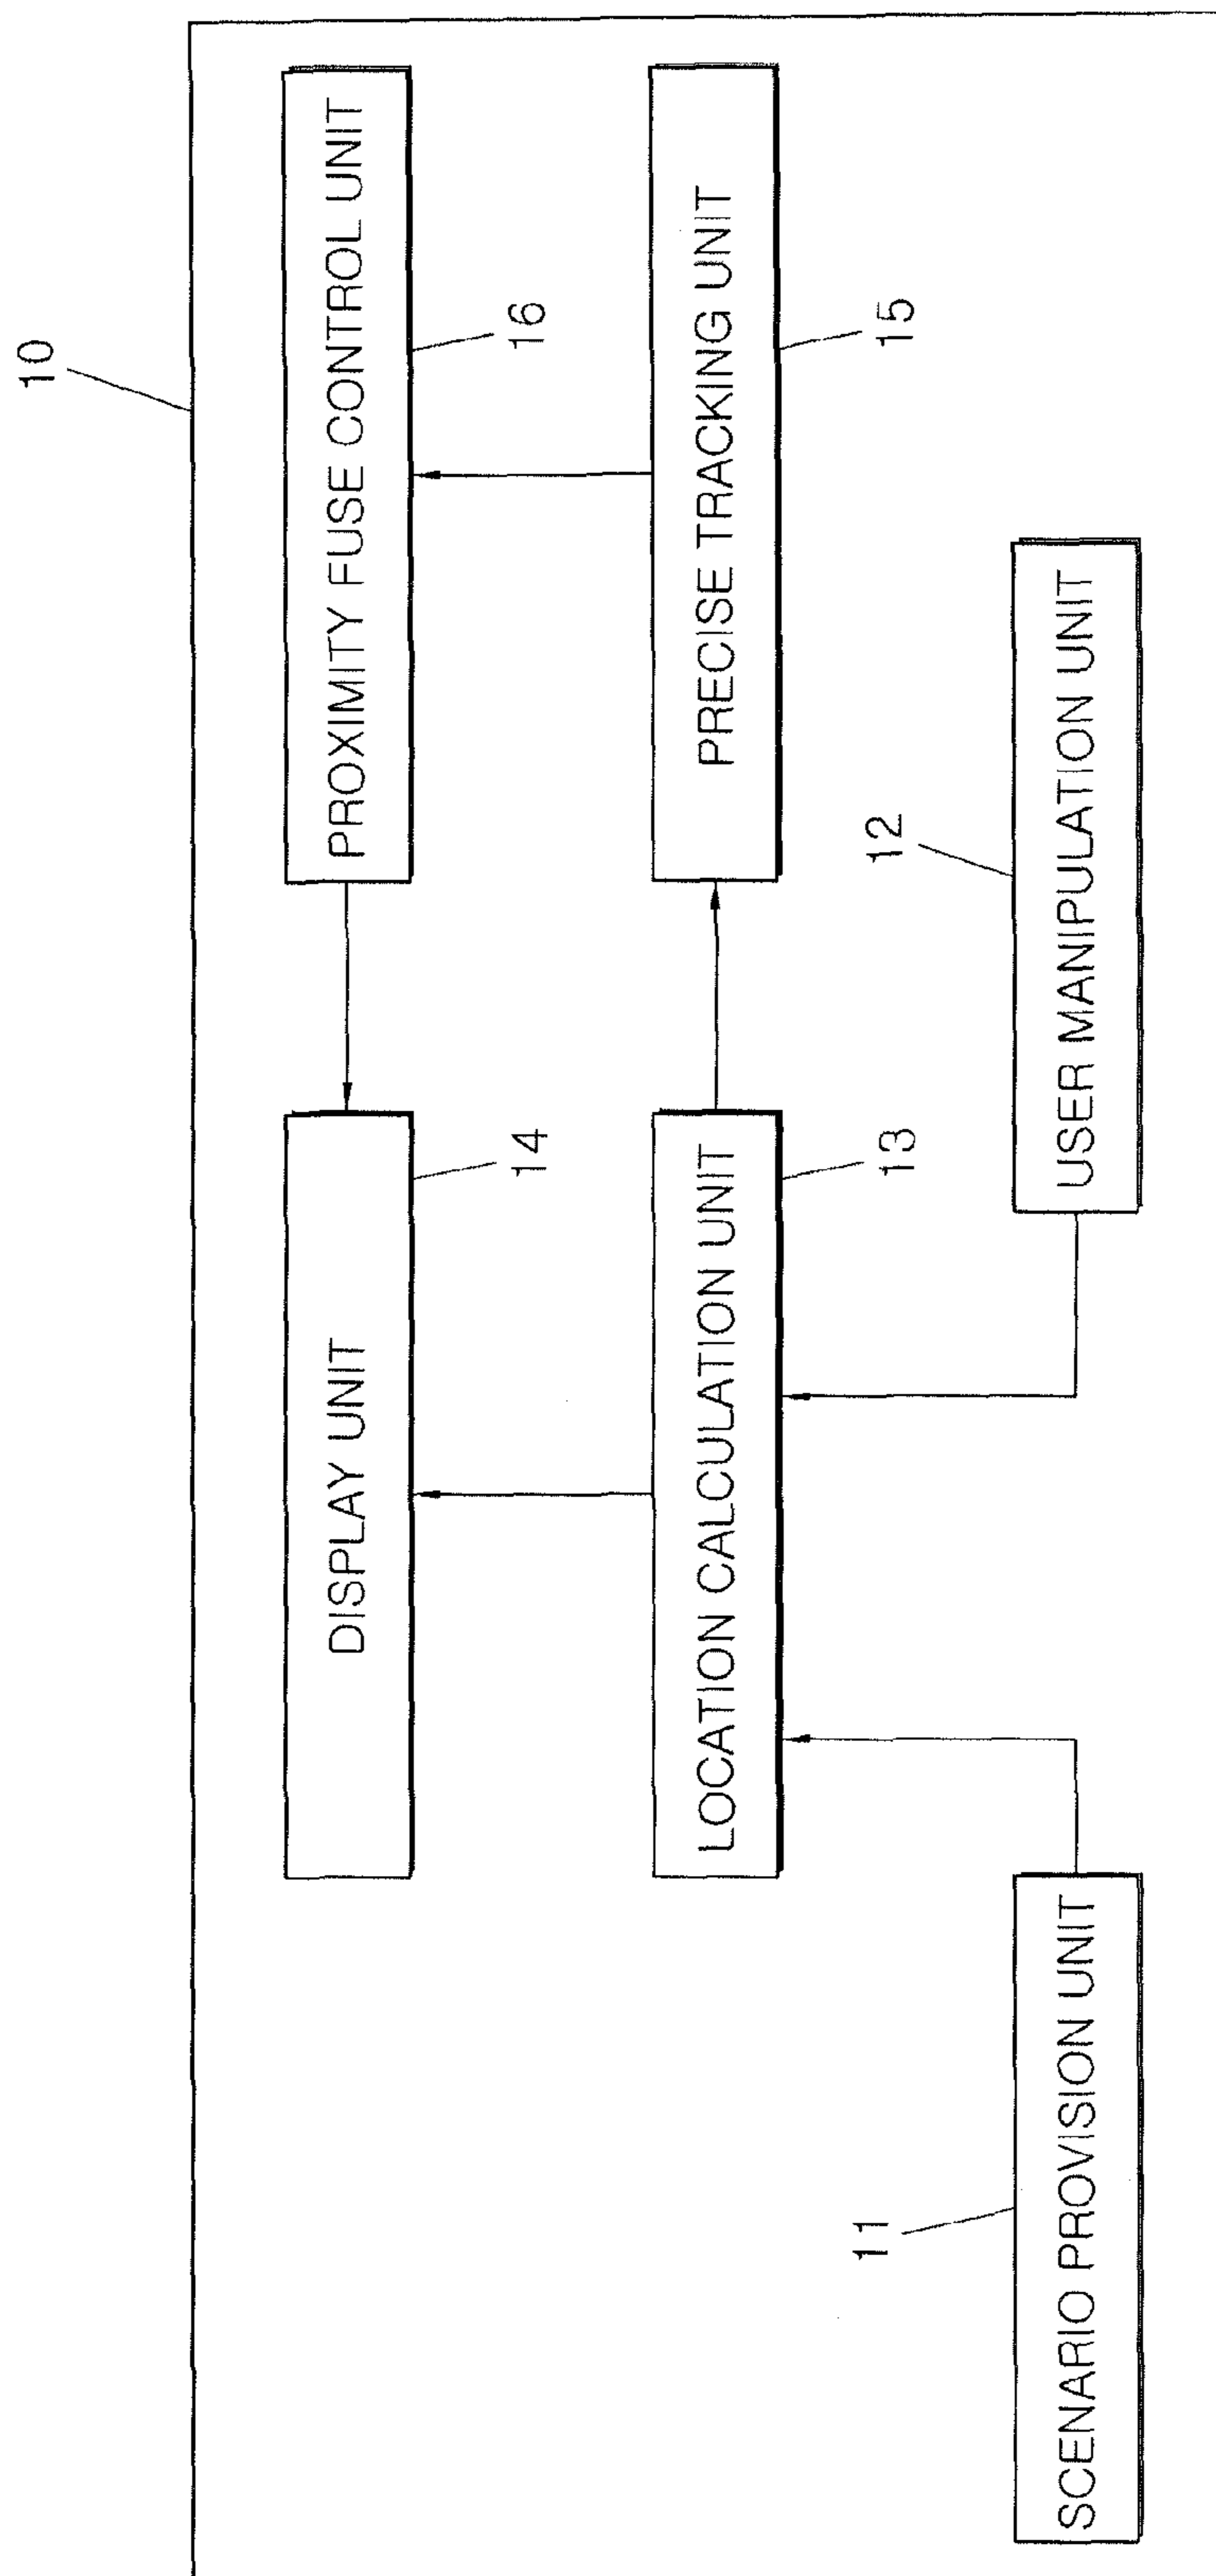 10
DISPLAY UNIT
PROXIMITY FUSE CONTROL UNIT
14
16
LOCATION CALCULATION UNIT
PRECISE TRACKING UNIT
11
13
12
15
SCENARIO PROVISION UNIT
USER MANIPULATION UNIT